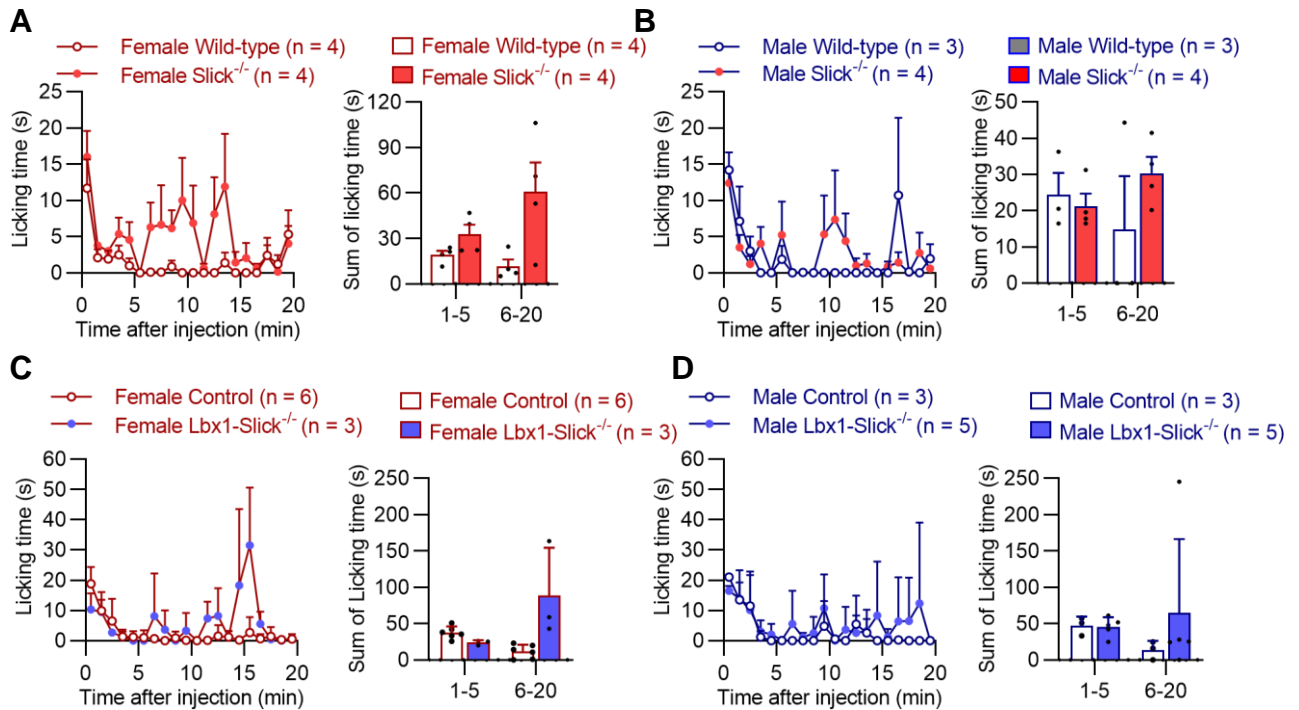 A
Female Wild-type (n = 4)
Female Slick-/- (n = 4)
Female Wild-type (n = 4)
Female Slick-/- (n = 4)
Licking time (s)
25
20
15
10
5
0
0 5 10 15 20
Time after injection (min)
Sum of licking time (s)
120
90
60
30
0
1-5 6-20
B
Male Wild-type (n = 3)
Male Slick-/- (n = 4)
Male Wild-type (n = 3)
Male Slick-/- (n = 4)
Licking time (s)
25
20
15
10
5
0
0 5 10 15 20
Time after injection (min)
Sum of licking time (s)
50
40
30
20
10
0
1-5 6-20
C
Female Control (n = 6)
Female Lbx1-Slick-/- (n = 3)
Female Control (n = 6)
Female Lbx1-Slick-/- (n = 3)
Licking time (s)
60
50
40
30
20
10
0
0 5 10 15 20
Time after injection (min)
Sum of Licking time (s)
250
200
150
100
50
0
1-5 6-20
D
Male Control (n = 3)
Male Lbx1-Slick-/- (n = 5)
Male Control (n = 3)
Male Lbx1-Slick-/- (n = 5)
Licking time (s)
60
50
40
30
20
10
0
0 5 10 15 20
Time after injection (min)
Sum of Licking time (s)
250
200
150
100
50
0
1-5 6-20